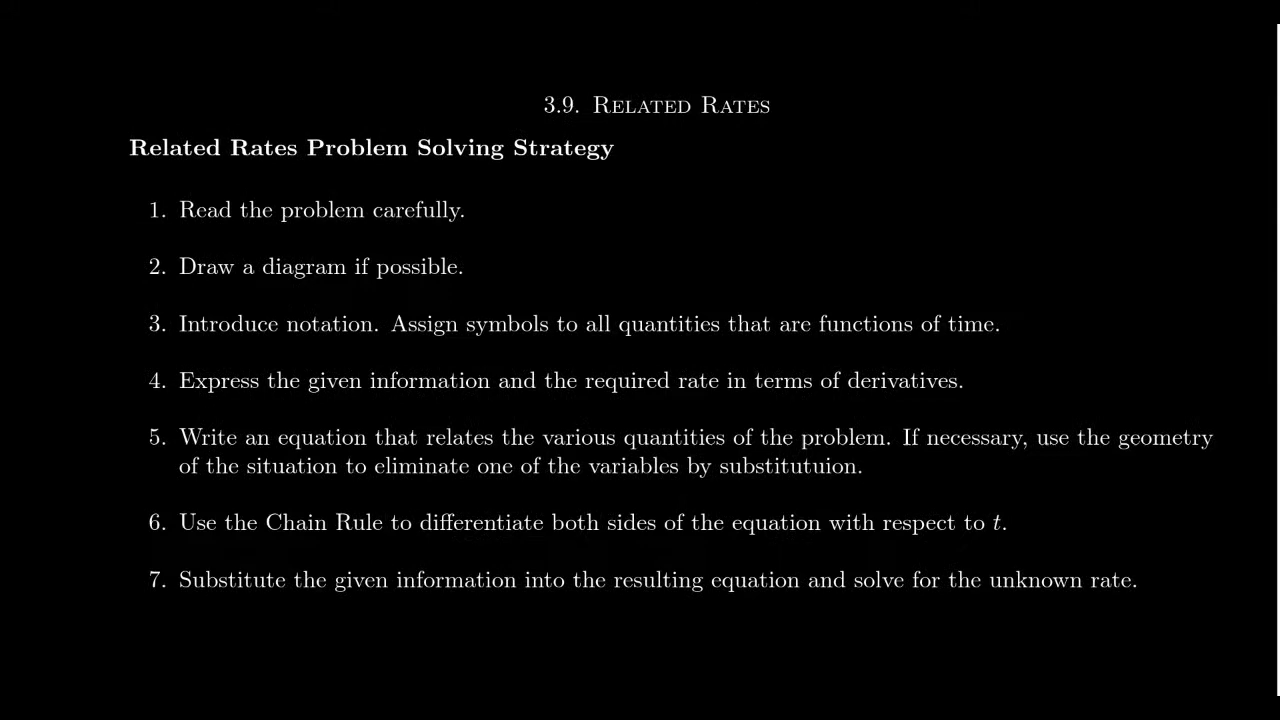 3.9. Related Rates
Related Rates Problem Solving Strategy
1. Read the problem carefully.
2. Draw a diagram if possible.
3. Introduce notation. Assign symbols to all quantities that are functions of time.
4. Express the given information and the required rate in terms of derivatives.
5. Write an equation that relates the various quantities of the problem. If necessary, use the geometry
of the situation to eliminate one of the variables by substitutuion.
6. Use the Chain Rule to differentiate both sides of the equation with respect to t.
7. Substitute the given information into the resulting equation and solve for the unknown rate.